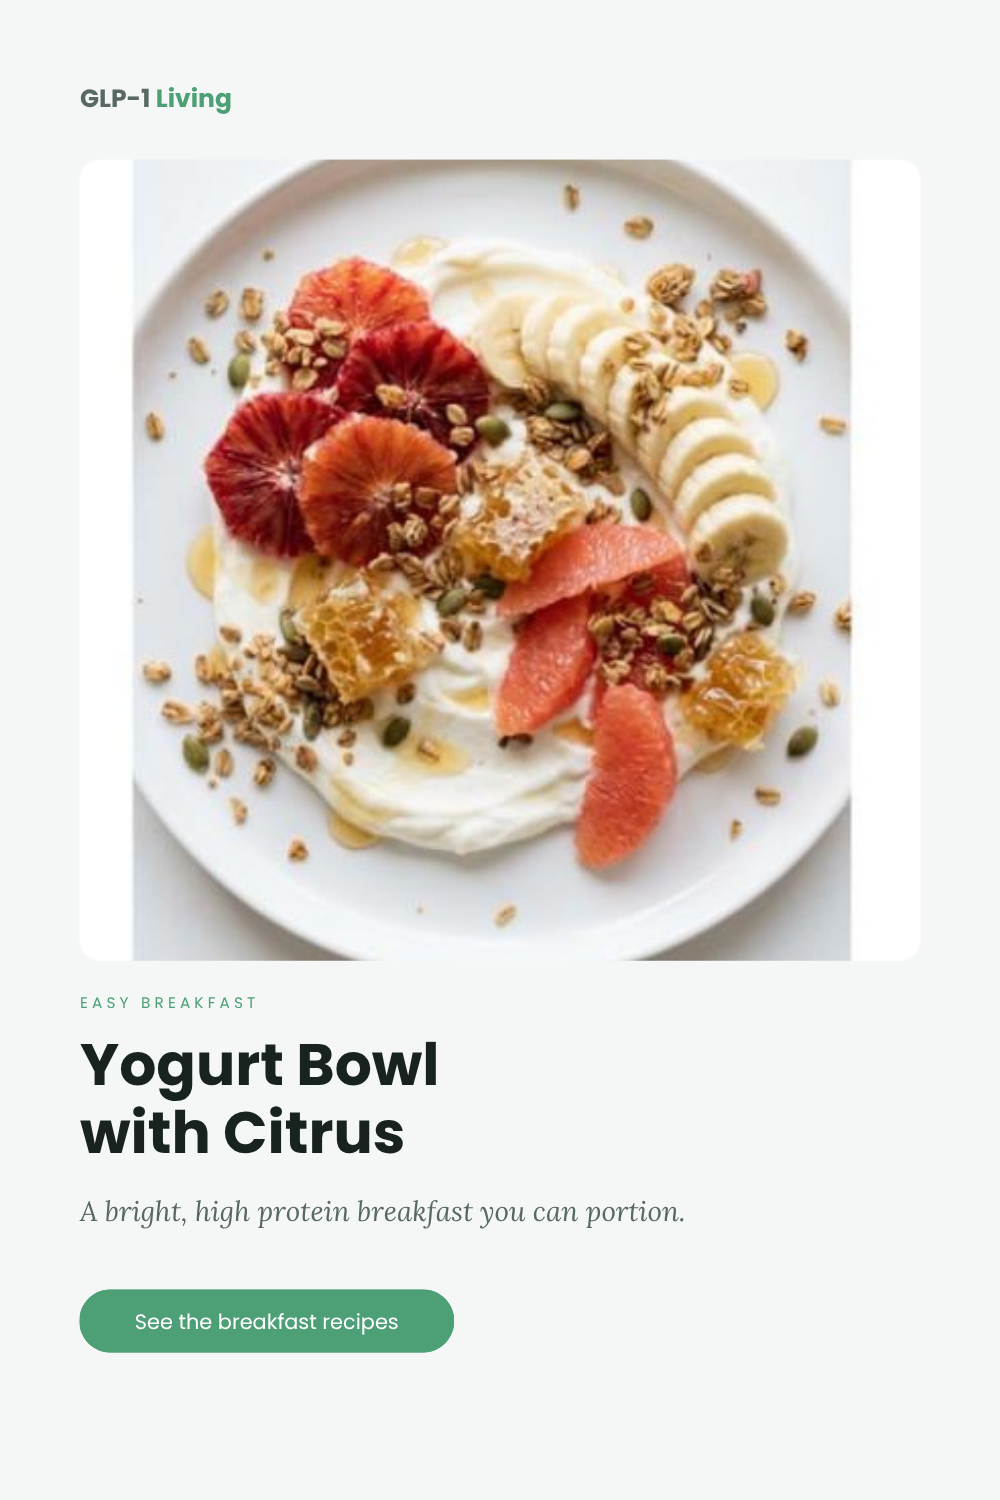 GLP-1 Living
EASY BREAKFAST
Yogurt Bowl
with Citrus
A bright, high protein breakfast you can portion.
See the breakfast recipes